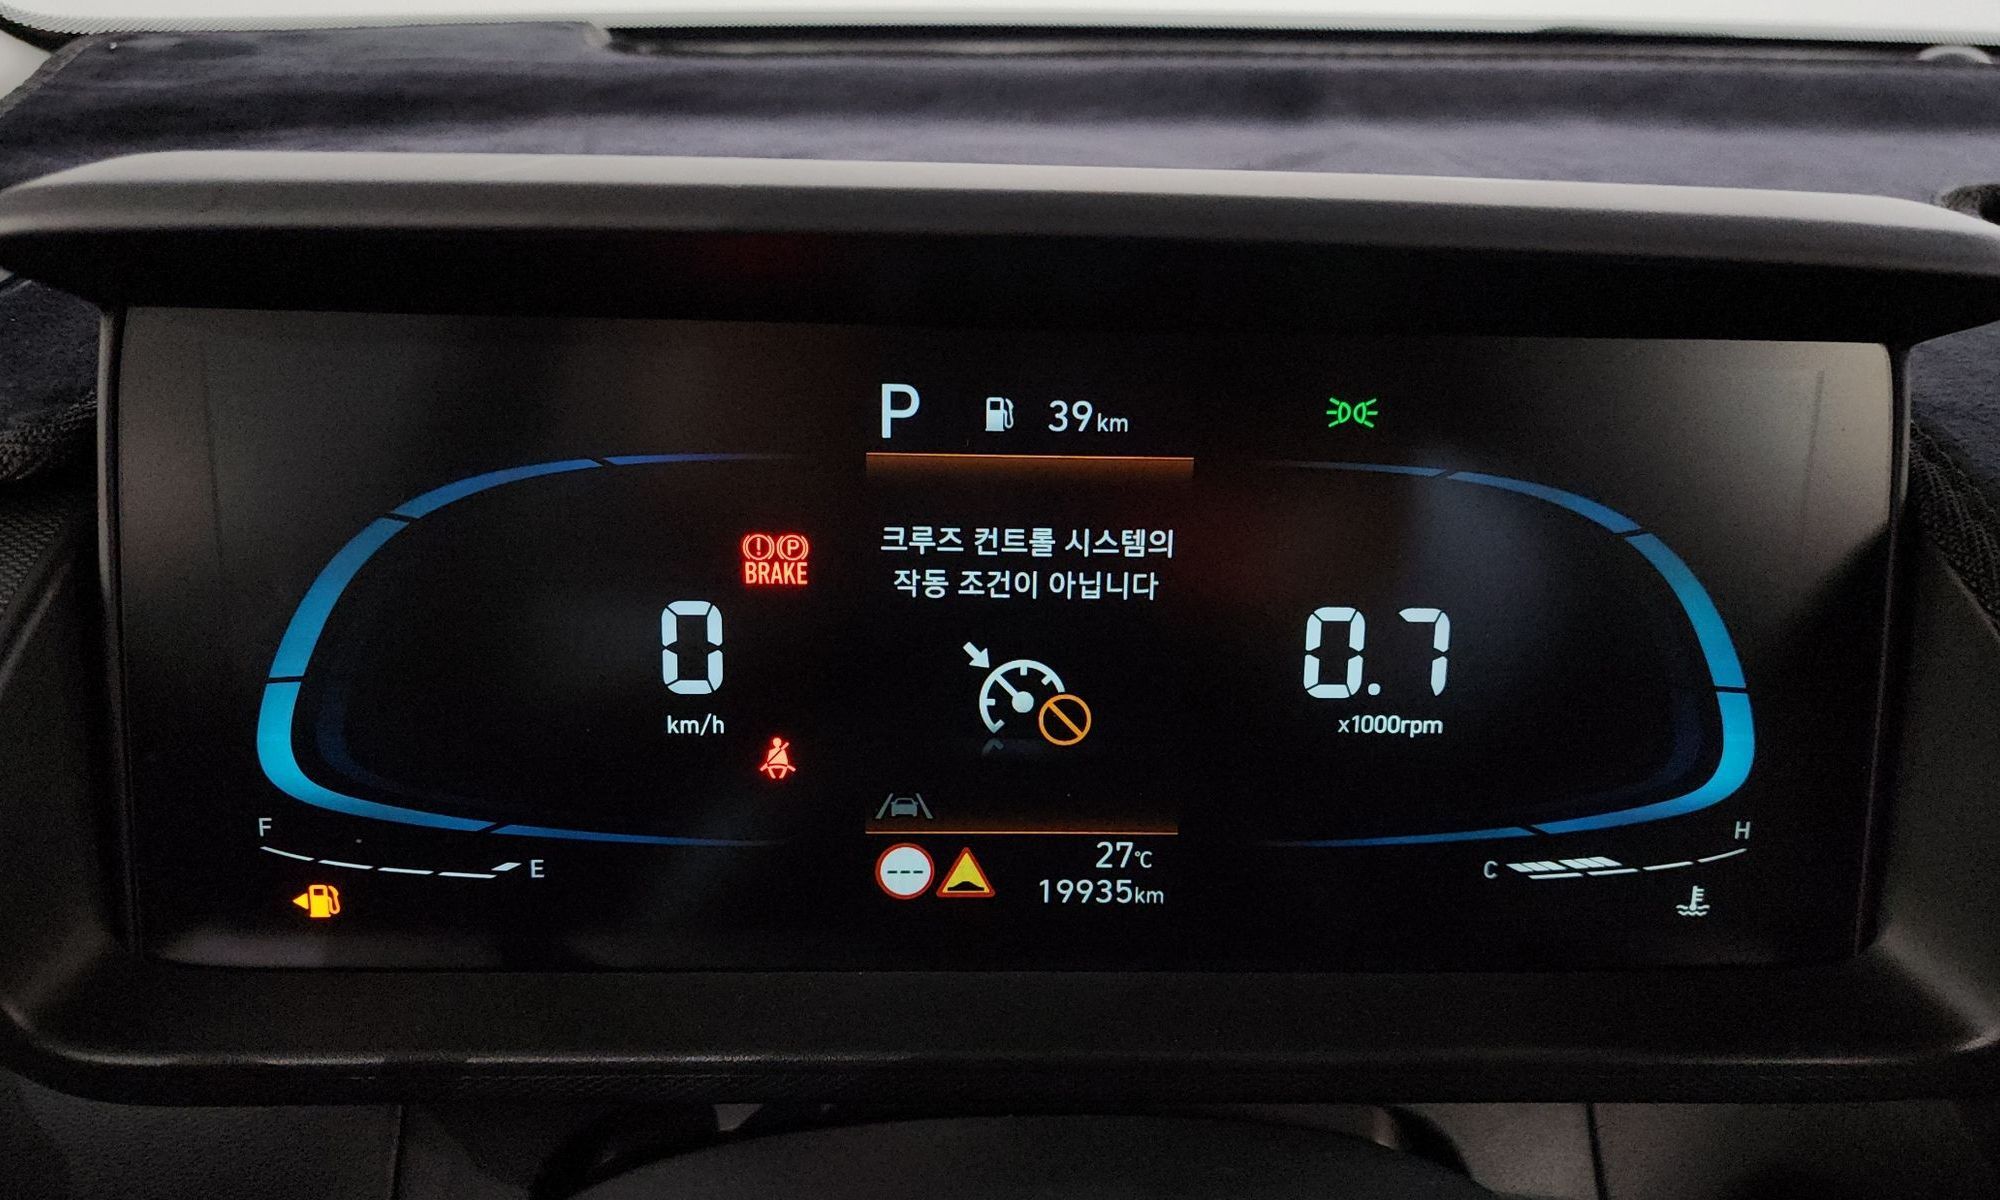 P 39km
크루즈 컨트롤 시스템의
작동 조건이 아닙니다
BRAKE
0
km/h
0.7
x1000rpm
F
E
C
H
---
27℃
19935km